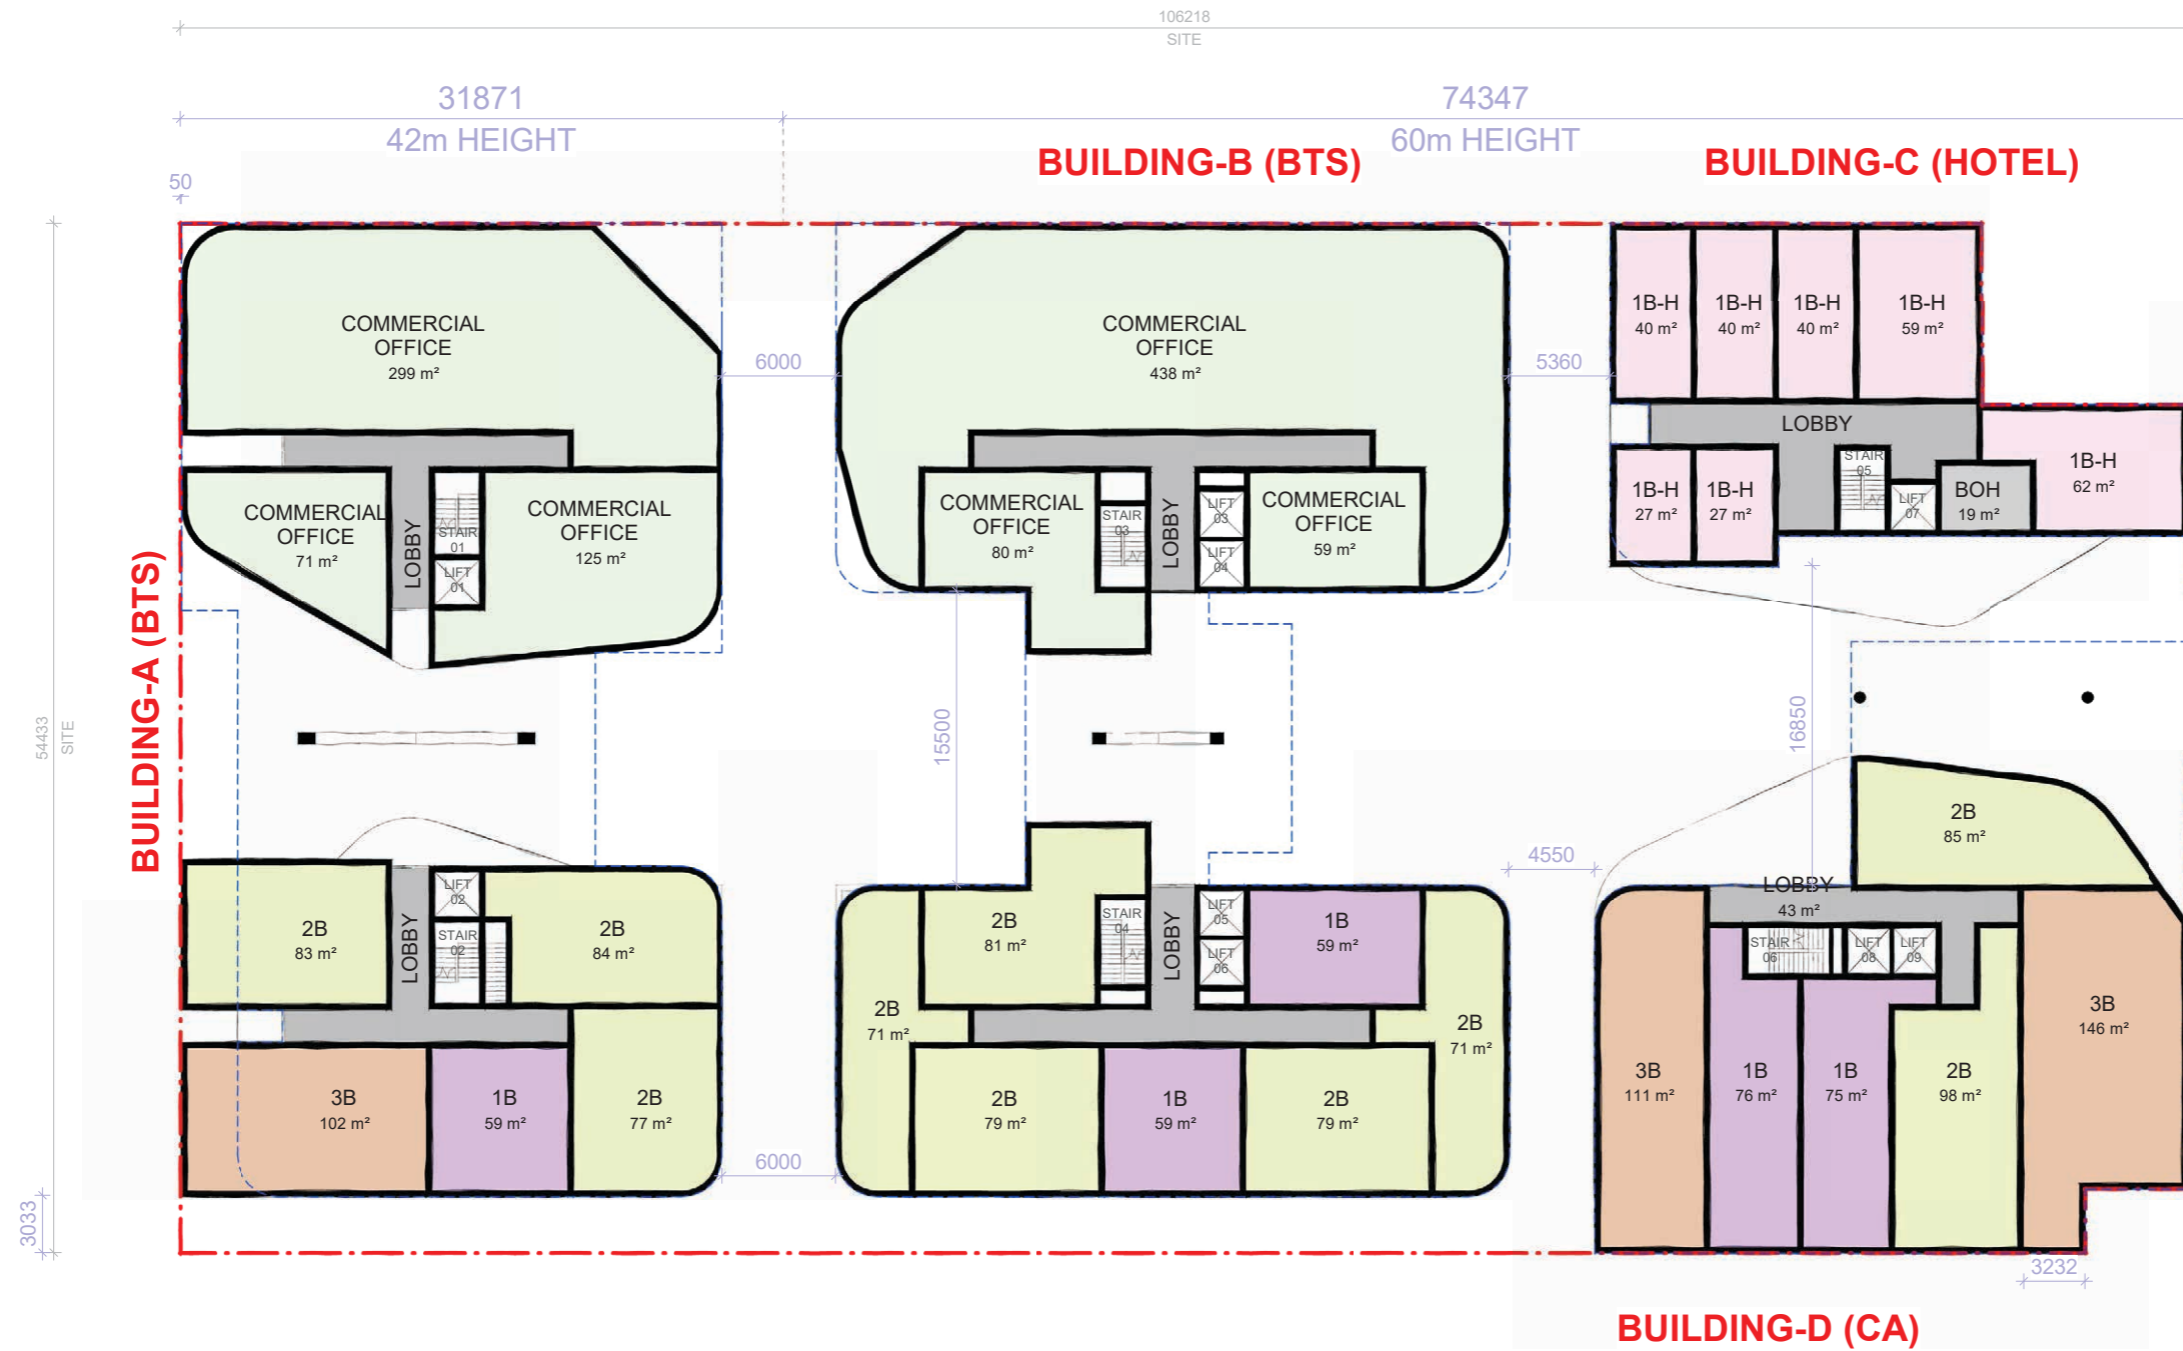 106218
SITE
31871
42m HEIGHT
74347
60m HEIGHT
BUILDING-B (BTS)
BUILDING-C (HOTEL)
50
COMMERCIAL
OFFICE
299 m²
COMMERCIAL
OFFICE
438 m²
1B-H
40 m²
1B-H
40 m²
1B-H
40 m²
1B-H
59 m²
6000
5360
LOBBY
COMMERCIAL
OFFICE
71 m²
LOBBY
STAIR
01
LIFT
01
COMMERCIAL
OFFICE
125 m²
COMMERCIAL
OFFICE
80 m²
STAIR
03
LOBBY
LIFT
03
LIFT
04
COMMERCIAL
OFFICE
59 m²
1B-H
27 m²
1B-H
27 m²
STAIR
05
LIFT
07
BOH
19 m²
1B-H
62 m²
BUILDING-A (BTS)
54433
SITE
15500
16850
2B
85 m²
4550
2B
83 m²
LOBBY
LIFT
02
STAIR
02
2B
84 m²
2B
81 m²
STAIR
04
LOBBY
LIFT
05
LIFT
06
1B
59 m²
LOBBY
43 m²
STAIR
06
LIFT
08
LIFT
09
2B
71 m²
2B
71 m²
3B
146 m²
3B
102 m²
1B
59 m²
2B
77 m²
2B
79 m²
1B
59 m²
2B
79 m²
3B
111 m²
1B
76 m²
1B
75 m²
2B
98 m²
6000
3033
3232
BUILDING-D (CA)